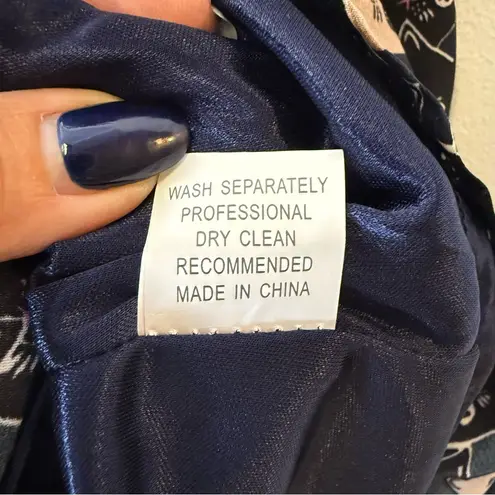 WASH SEPARATELY
PROFESSIONAL
DRY CLEAN
RECOMMENDED
MADE IN CHINA